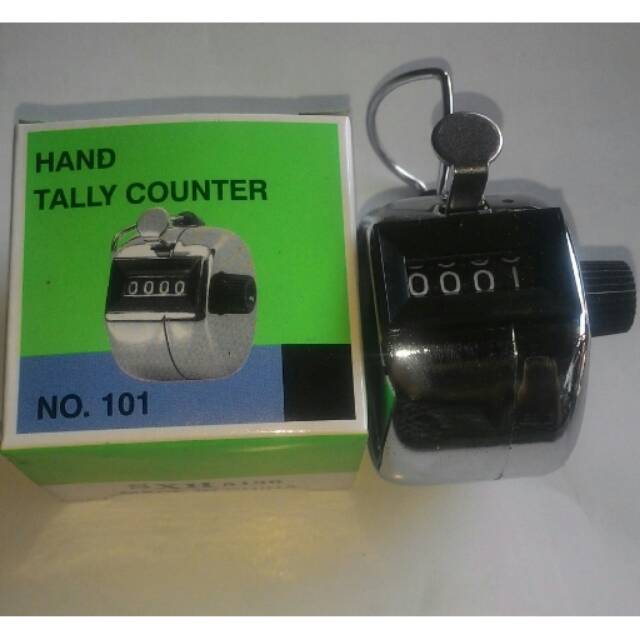 HAND
TALLY COUNTER
0000
NO. 101
0001